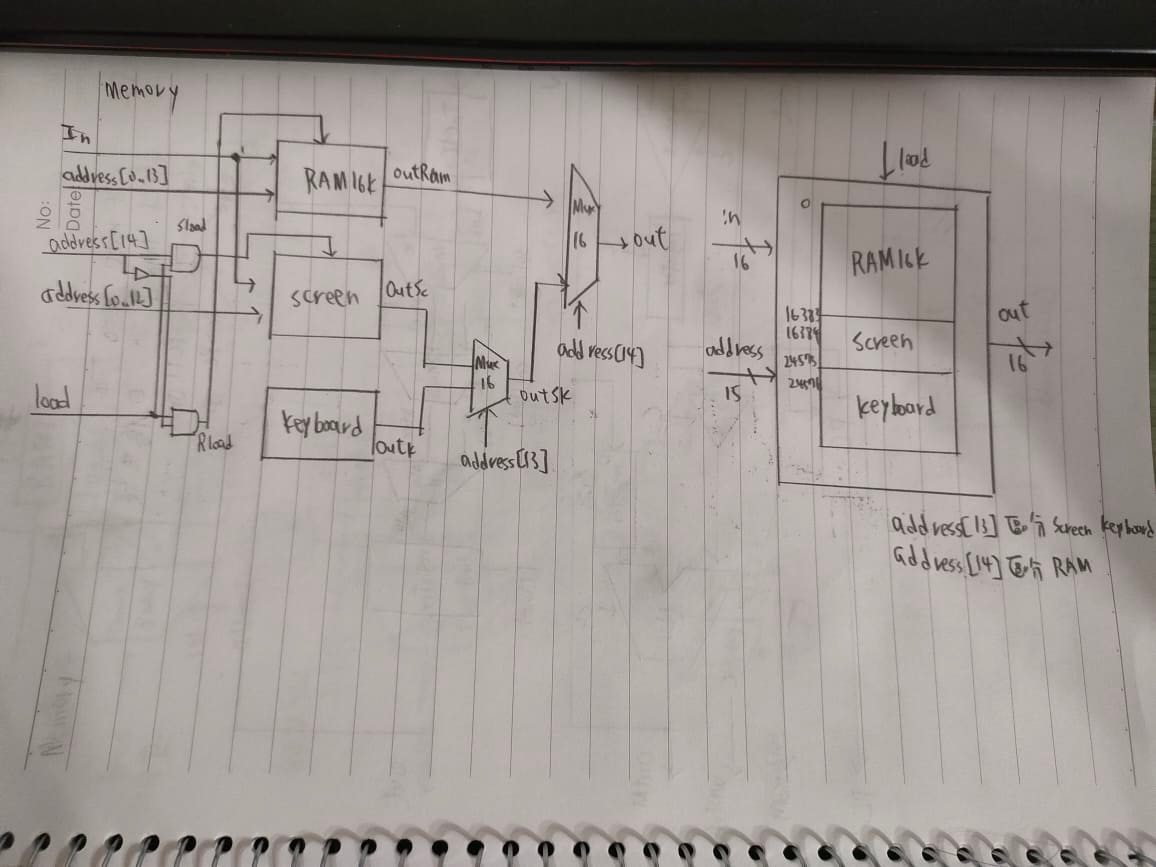 Memory
In
address[0..13]
No:
Date
address[14]
Sload
address[0..12]
load
Rload
RAM16k
outRam
screen
OutSc
keyboard
Outk
Mux
16
address[13]
outSk
Mux
16
out
address[14]
load
in
16
address
15
0
RAM16k
16383
16384
screen
24575
24576
keyboard
out
16
address[13] 区分 Screen keyboard
address[14] 区分 RAM